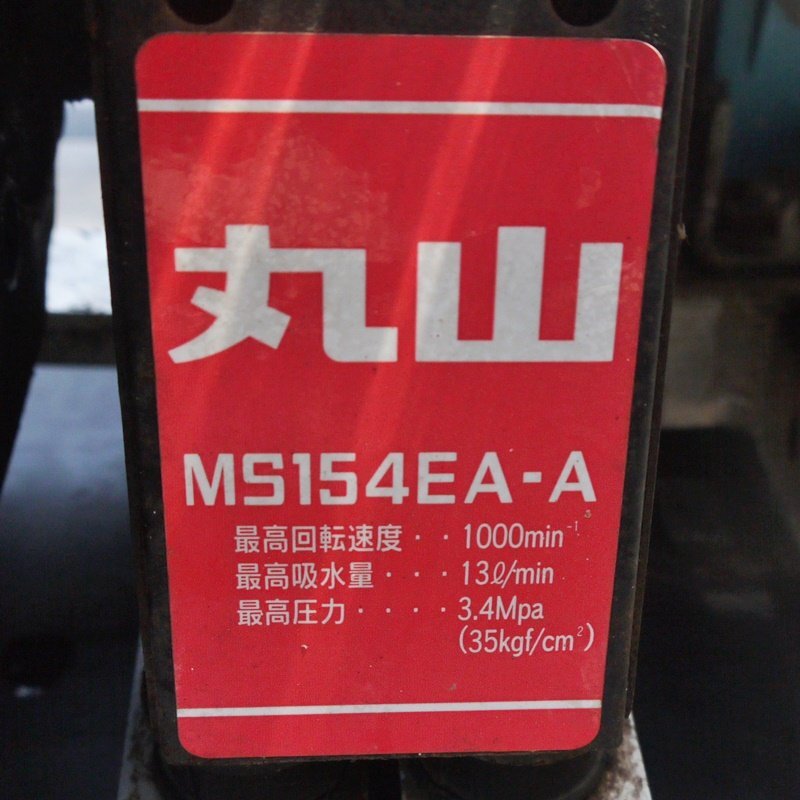 丸山
MS154EA-A
最高回転速度・・1000min⁻¹
最高吸水量・・・13ℓ/min
最高圧力・・・・3.4Mpa
(35kgf/cm²)